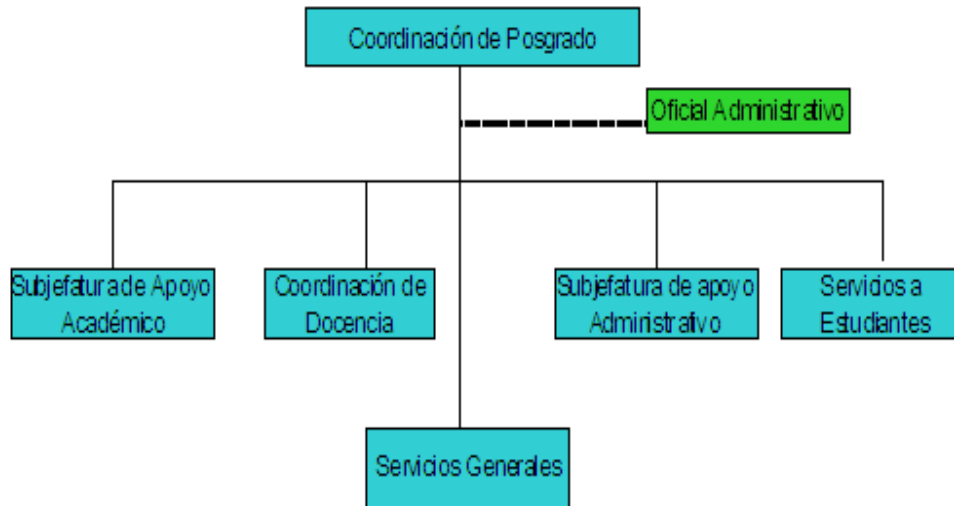 Coordinación de Posgrado
Oficial Administrativo
Subjefatura de Apoyo
Académico
Coordinación de
Docencia
Subjefatura de apoyo
Administrativo
Servicios a
Estudiantes
Servicios Generales